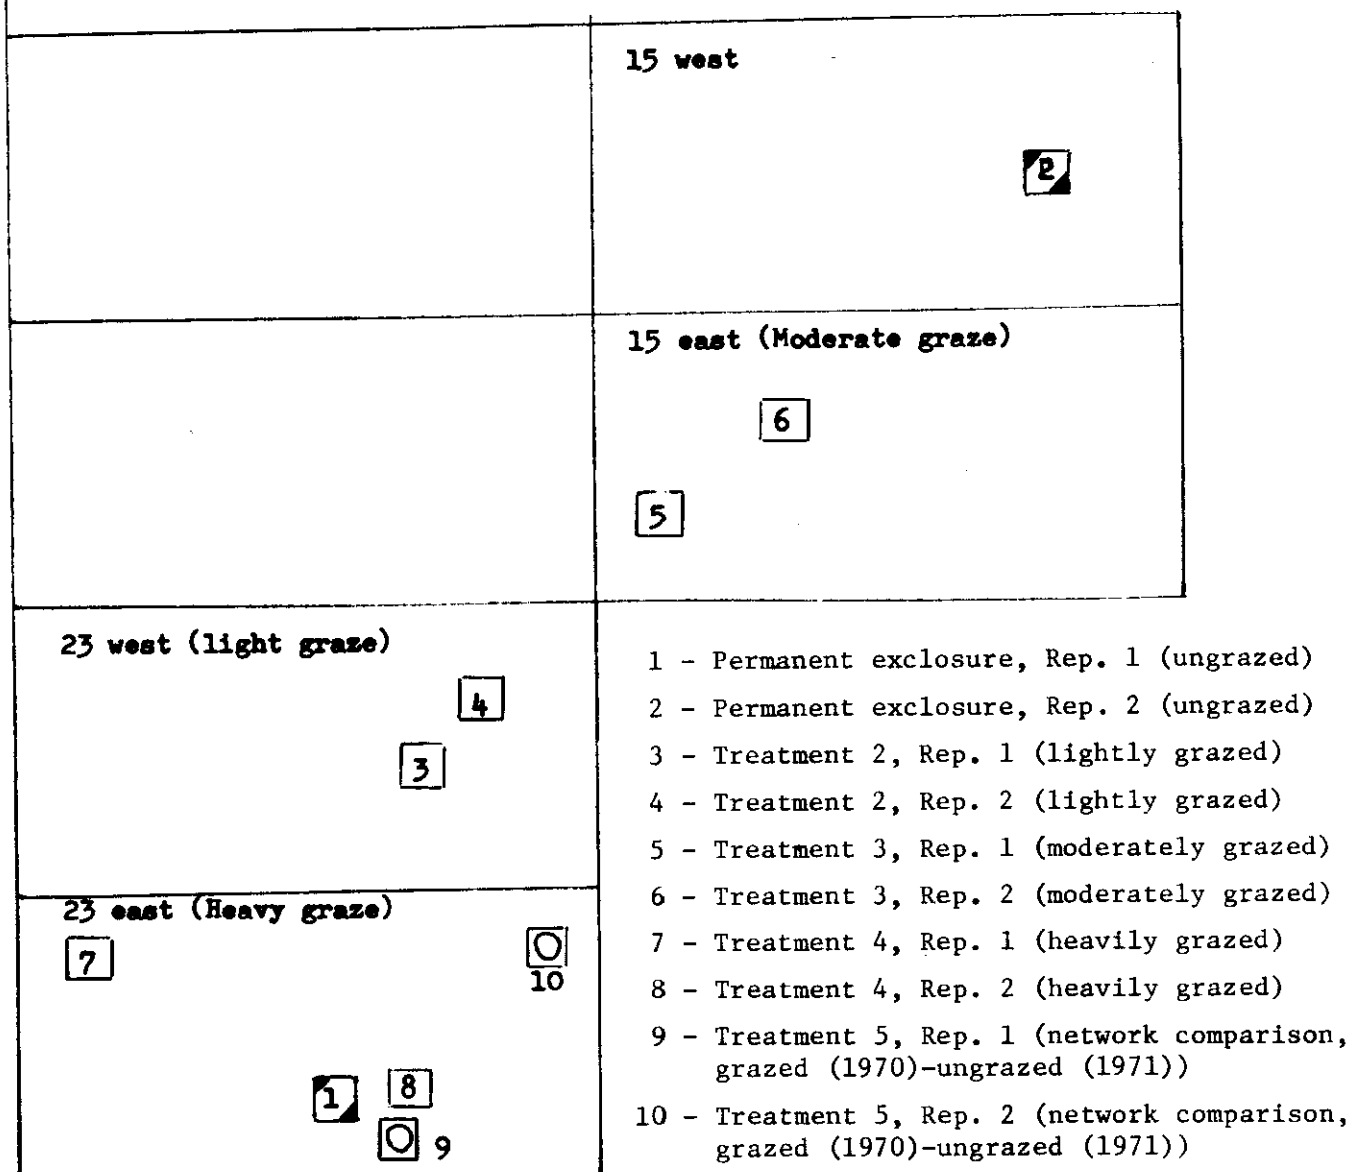 15 west
2
15 east (Moderate graze)
6
5
23 west (light graze)
4
3
23 east (Heavy graze)
7
10
1
8
9
1 - Permanent exclosure, Rep. 1 (ungrazed)
2 - Permanent exclosure, Rep. 2 (ungrazed)
3 - Treatment 2, Rep. 1 (lightly grazed)
4 - Treatment 2, Rep. 2 (lightly grazed)
5 - Treatment 3, Rep. 1 (moderately grazed)
6 - Treatment 3, Rep. 2 (moderately grazed)
7 - Treatment 4, Rep. 1 (heavily grazed)
8 - Treatment 4, Rep. 2 (heavily grazed)
9 - Treatment 5, Rep. 1 (network comparison,
grazed (1970)-ungrazed (1971))
10 - Treatment 5, Rep. 2 (network comparison,
grazed (1970)-ungrazed (1971))